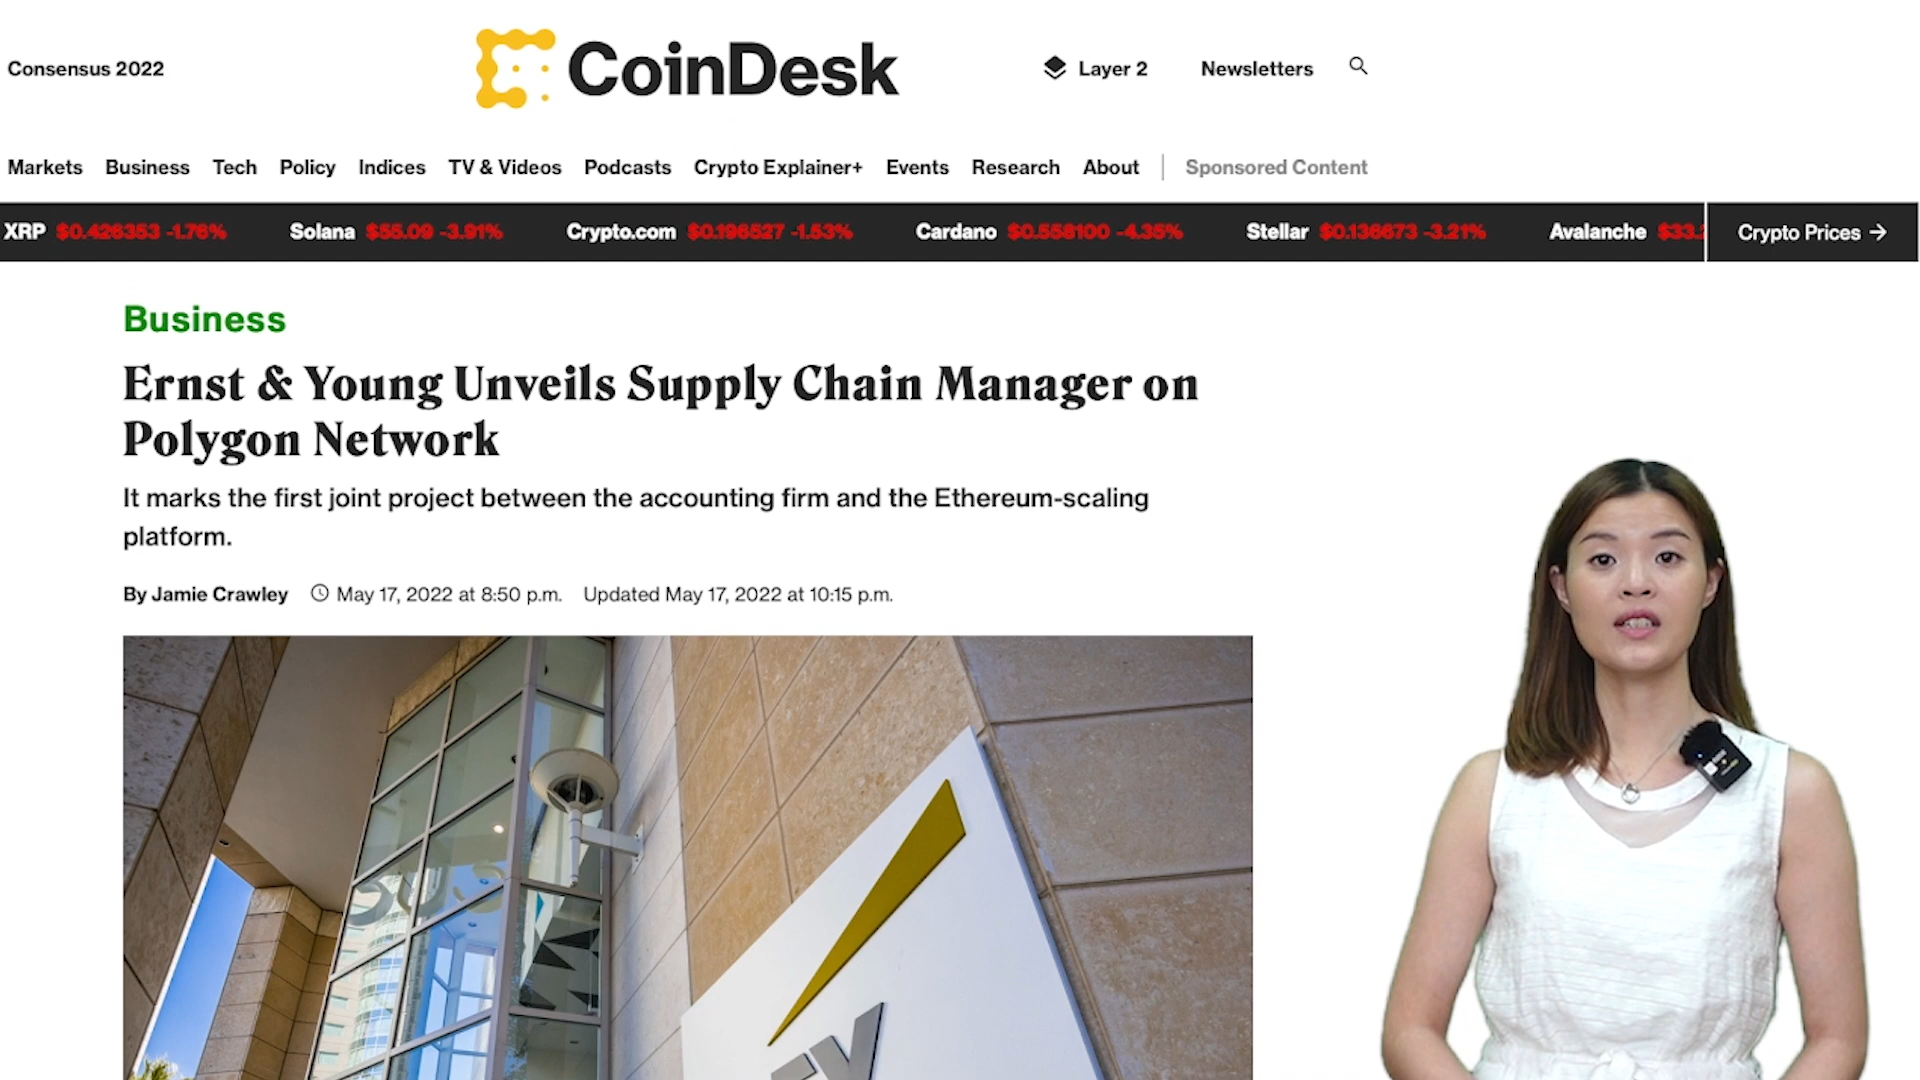 Consensus 2022
CoinDesk
Layer 2
Newsletters
Markets Business Tech Policy Indices TV & Videos Podcasts Crypto Explainer+ Events Research About Sponsored Content
XRP $0.426353 -1.76% Solana $55.09 -3.91% Crypto.com $0.196527 -1.53% Cardano $0.558100 -4.35% Stellar $0.136673 -3.21% Avalanche Crypto Prices →
Business
Ernst & Young Unveils Supply Chain Manager on
Polygon Network
It marks the first joint project between the accounting firm and the Ethereum-scaling
platform.
By Jamie Crawley May 17, 2022 at 8:50 p.m. Updated May 17, 2022 at 10:15 p.m.
EY